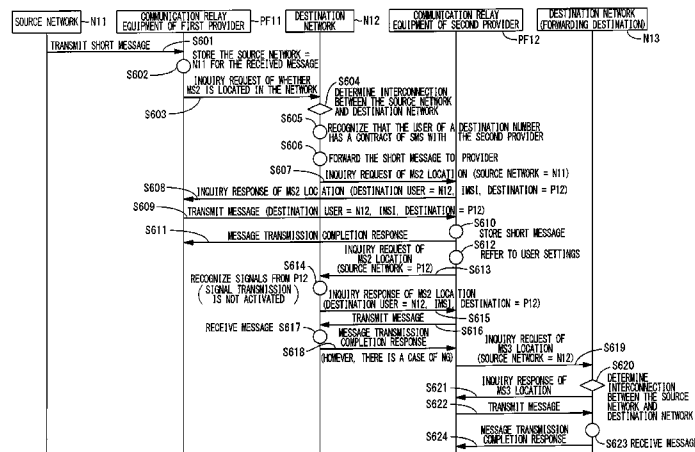 SOURCE NETWORK
N11
COMMUNICATION RELAY
EQUIPMENT OF FIRST PROVIDER
PF11
DESTINATION
NETWORK
N12
COMMUNICATION RELAY
EQUIPMENT OF SECOND PROVIDER
PF12
DESTINATION NETWORK
(FORWARDING DESTINATION)
N13
TRANSMIT SHORT MESSAGE
S601
S602
STORE THE SOURCE NETWORK =
N11 FOR THE RECEIVED MESSAGE
INQUIRY REQUEST OF WHETHER
MS2 IS LOCATED IN THE NETWORK
S603
S604
DETERMINE INTERCONNECTION
BETWEEN THE SOURCE NETWORK
AND DESTINATION NETWORK
S605
RECOGNIZE THAT THE USER OF A DESTINATION NUMBER
HAS A CONTRACT OF SMS WITH THE SECOND PROVIDER
S606
FORWARD THE SHORT MESSAGE TO PROVIDER
S607
INQUIRY REQUEST OF MS2 LOCATION (SOURCE NETWORK = N11)
S608
INQUIRY RESPONSE OF MS2 LOCATION (DESTINATION USER = N12, IMSI, DESTINATION = P12)
S609
TRANSMIT MESSAGE (DESTINATION USER = N12, IMSI, DESTINATION = P12)
S610
STORE SHORT MESSAGE
S611
MESSAGE TRANSMISSION COMPLETION RESPONSE
S612
REFER TO USER SETTINGS
INQUIRY REQUEST OF
MS2 LOCATION
(SOURCE NETWORK = P12)
S613
S614
RECOGNIZE SIGNALS FROM P12
(SIGNAL TRANSMISSION
IS NOT ACTIVATED)
INQUIRY RESPONSE OF MS2 LOCATION
(DESTINATION USER = N12, IMSI, DESTINATION = P12)
S615
TRANSMIT MESSAGE
S616
RECEIVE MESSAGE S617
MESSAGE TRANSMISSION
COMPLETION RESPONSE
S618
(HOWEVER, THERE IS A CASE OF NG)
INQUIRY REQUEST OF
MS3 LOCATION
(SOURCE NETWORK = N12)
S619
S620
DETERMINE
INTERCONNECTION
BETWEEN THE SOURCE
NETWORK AND
DESTINATION NETWORK
S621
INQUIRY RESPONSE OF
MS3 LOCATION
S622
TRANSMIT MESSAGE
S623 RECEIVE MESSAGE
MESSAGE TRANSMISSION
COMPLETION RESPONSE
S624